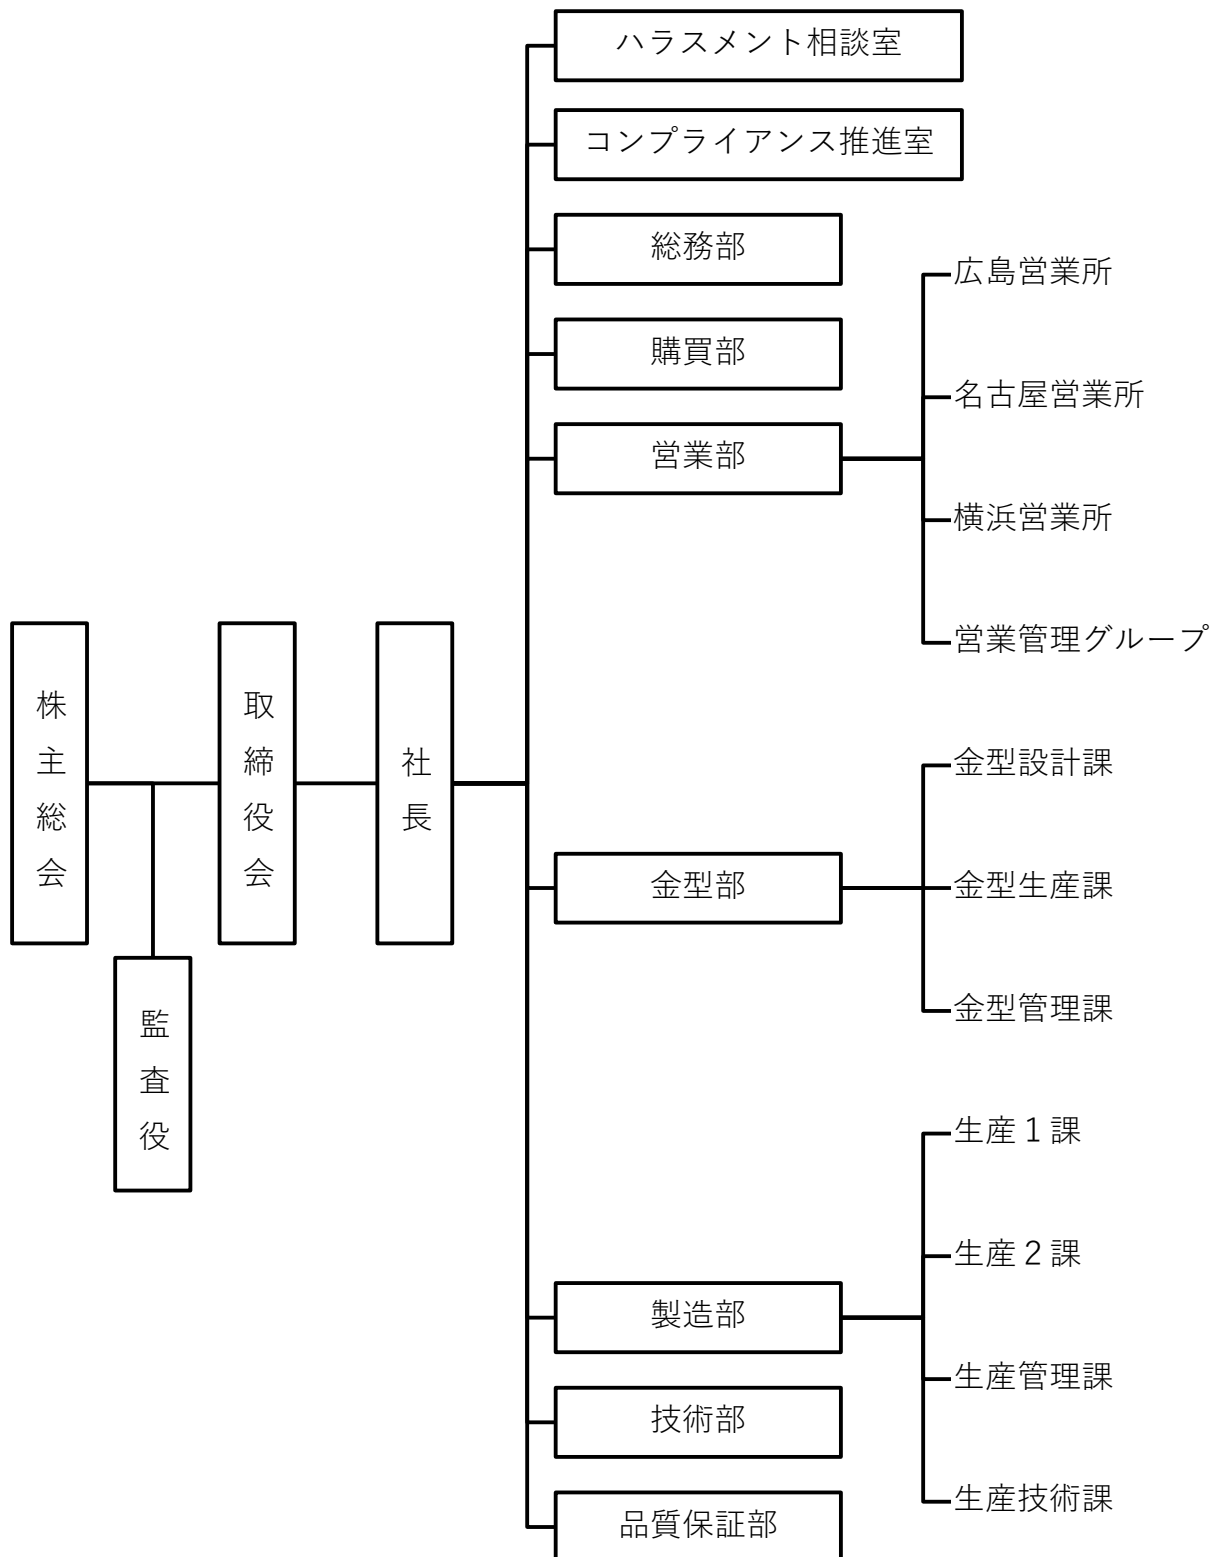 ハラスメント相談室
コンプライアンス推進室
総務部
購買部
営業部
広島営業所
名古屋営業所
横浜営業所
営業管理グループ
株主総会
取締役会
社長
監査役
金型部
金型設計課
金型生産課
金型管理課
製造部
生産１課
生産２課
生産管理課
生産技術課
技術部
品質保証部